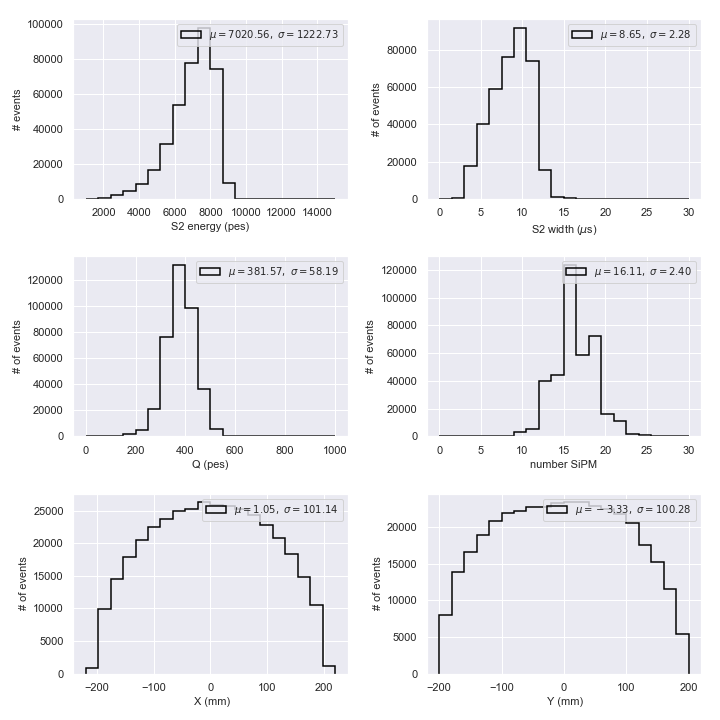 100000
80000
60000
40000
20000
0
# events
μ = 7020.56, σ = 1222.73
2000 4000 6000 8000 10000 12000 14000
S2 energy (pes)
80000
60000
40000
20000
0
# of events
μ = 8.65, σ = 2.28
0 5 10 15 20 25 30
S2 width (μs)
120000
100000
80000
60000
40000
20000
0
# of events
μ = 381.57, σ = 58.19
0 200 400 600 800 1000
Q (pes)
120000
100000
80000
60000
40000
20000
0
# of events
μ = 16.11, σ = 2.40
0 5 10 15 20 25 30
number SiPM
25000
20000
15000
10000
5000
0
# of events
μ = 1.05, σ = 101.14
−200 −100 0 100 200
X (mm)
20000
15000
10000
5000
0
# of events
μ = −3.33, σ = 100.28
−200 −100 0 100 200
Y (mm)